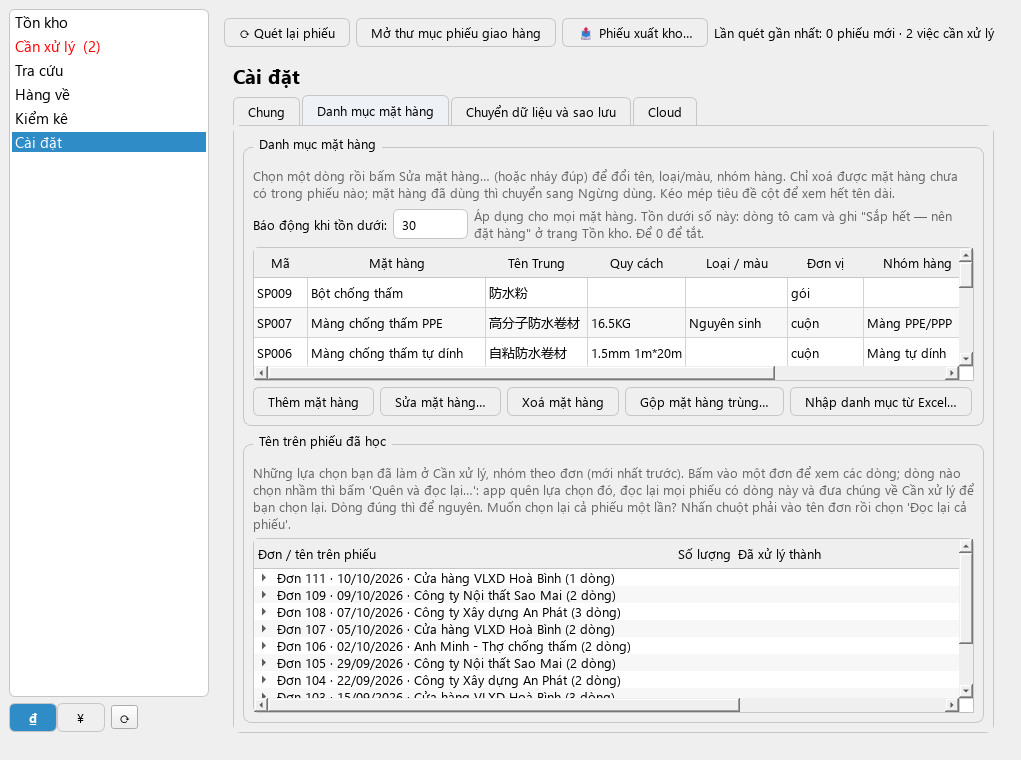 Tồn kho
Cần xử lý (2)
Tra cứu
Hàng về
Kiểm kê
Cài đặt
₫
¥
⟳
⟳ Quét lại phiếu
Mở thư mục phiếu giao hàng
Phiếu xuất kho…
Lần quét gần nhất: 0 phiếu mới · 2 việc cần xử lý
Cài đặt
Chung
Danh mục mặt hàng
Chuyển dữ liệu và sao lưu
Cloud
Danh mục mặt hàng
Chọn một dòng rồi bấm Sửa mặt hàng… (hoặc nháy đúp) để đổi tên, loại/màu, nhóm hàng. Chỉ xoá được mặt hàng chưa
có trong phiếu nào; mặt hàng đã dùng thì chuyển sang Ngừng dùng. Kéo mép tiêu đề cột để xem hết tên dài.
Báo động khi tồn dưới: 30
Áp dụng cho mọi mặt hàng. Tồn dưới số này: dòng tô cam và ghi "Sắp hết — nên
đặt hàng" ở trang Tồn kho. Để 0 để tắt.
Mã Mặt hàng Tên Trung Quy cách Loại / màu Đơn vị Nhóm hàng
SP009 Bột chống thấm 防水粉 gói
SP007 Màng chống thấm PPE 高分子防水卷材 16.5KG Nguyên sinh cuộn Màng PPE/PPP
SP006 Màng chống thấm tự dính 自粘防水卷材 1.5mm 1m*20m cuộn Màng tự dính
Thêm mặt hàng
Sửa mặt hàng…
Xoá mặt hàng
Gộp mặt hàng trùng…
Nhập danh mục từ Excel…
Tên trên phiếu đã học
Những lựa chọn bạn đã làm ở Cần xử lý, nhóm theo đơn (mới nhất trước). Bấm vào một đơn để xem các dòng; dòng nào
chọn nhầm thì bấm 'Quên và đọc lại…': app quên lựa chọn đó, đọc lại mọi phiếu có dòng này và đưa chúng về Cần xử lý để
bạn chọn lại. Dòng đúng thì để nguyên. Muốn chọn lại cả phiếu một lần? Nhấn chuột phải vào tên đơn rồi chọn 'Đọc lại cả
phiếu'.
Đơn / tên trên phiếu Số lượng Đã xử lý thành
Đơn 111 · 10/10/2026 · Cửa hàng VLXD Hoà Bình (1 dòng)
Đơn 109 · 09/10/2026 · Công ty Nội thất Sao Mai (2 dòng)
Đơn 108 · 07/10/2026 · Công ty Xây dựng An Phát (3 dòng)
Đơn 107 · 05/10/2026 · Cửa hàng VLXD Hoà Bình (2 dòng)
Đơn 106 · 02/10/2026 · Anh Minh - Thợ chống thấm (2 dòng)
Đơn 105 · 29/09/2026 · Công ty Nội thất Sao Mai (2 dòng)
Đơn 104 · 22/09/2026 · Công ty Xây dựng An Phát (2 dòng)
Đơn 103 · 15/09/2026 · Cửa hàng VLXD Hoà Bình (3 dòng)